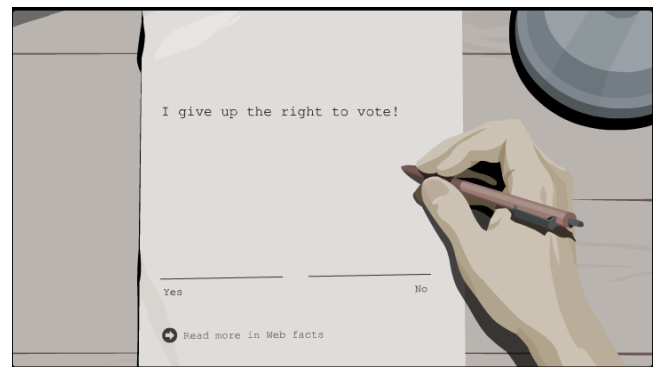 I give up the right to vote!
Yes
No
Read more in Web facts